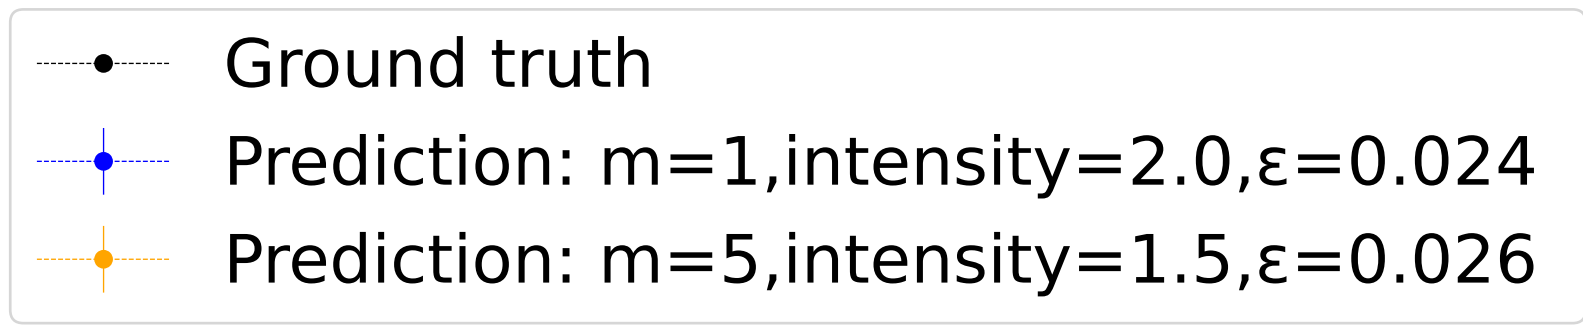 Ground truth
Prediction: m=1,intensity=2.0,ε=0.024
Prediction: m=5,intensity=1.5,ε=0.026